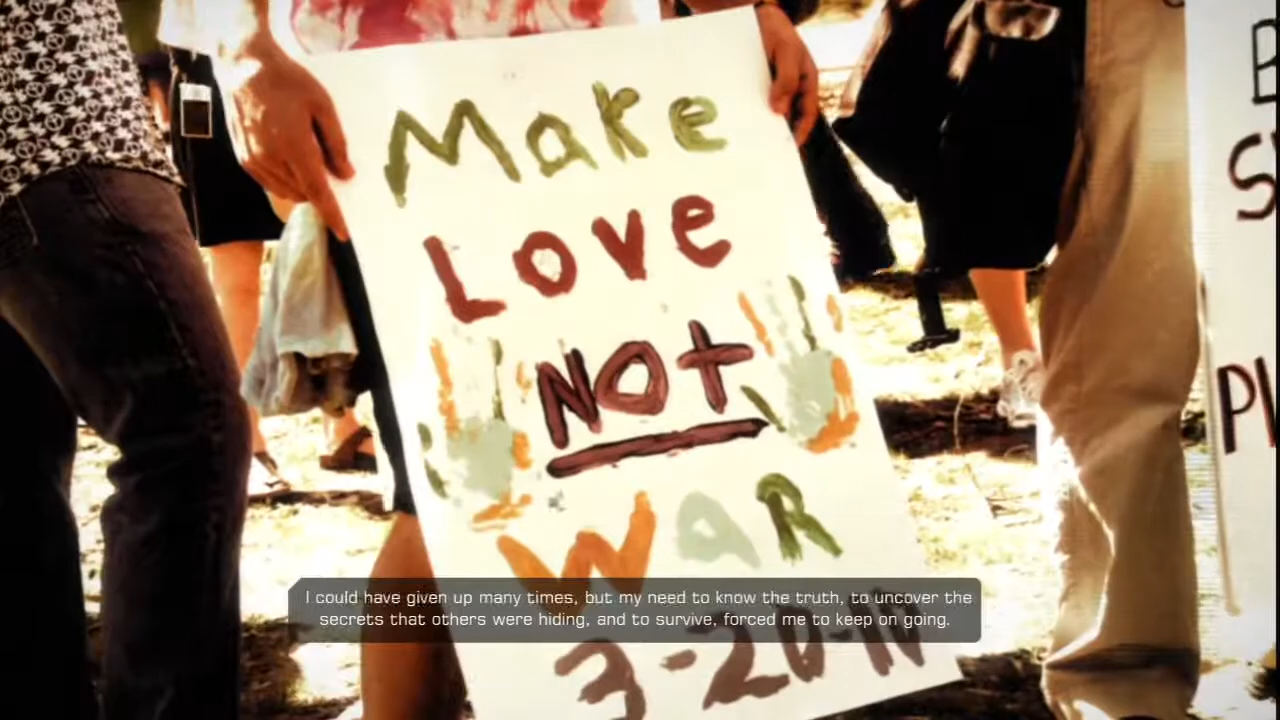 Make
Love
NOt
WAR
3-20-10
I could have given up many times, but my need to know the truth, to uncover the
secrets that others were hiding, and to survive, forced me to keep on going.
B
S
Pl